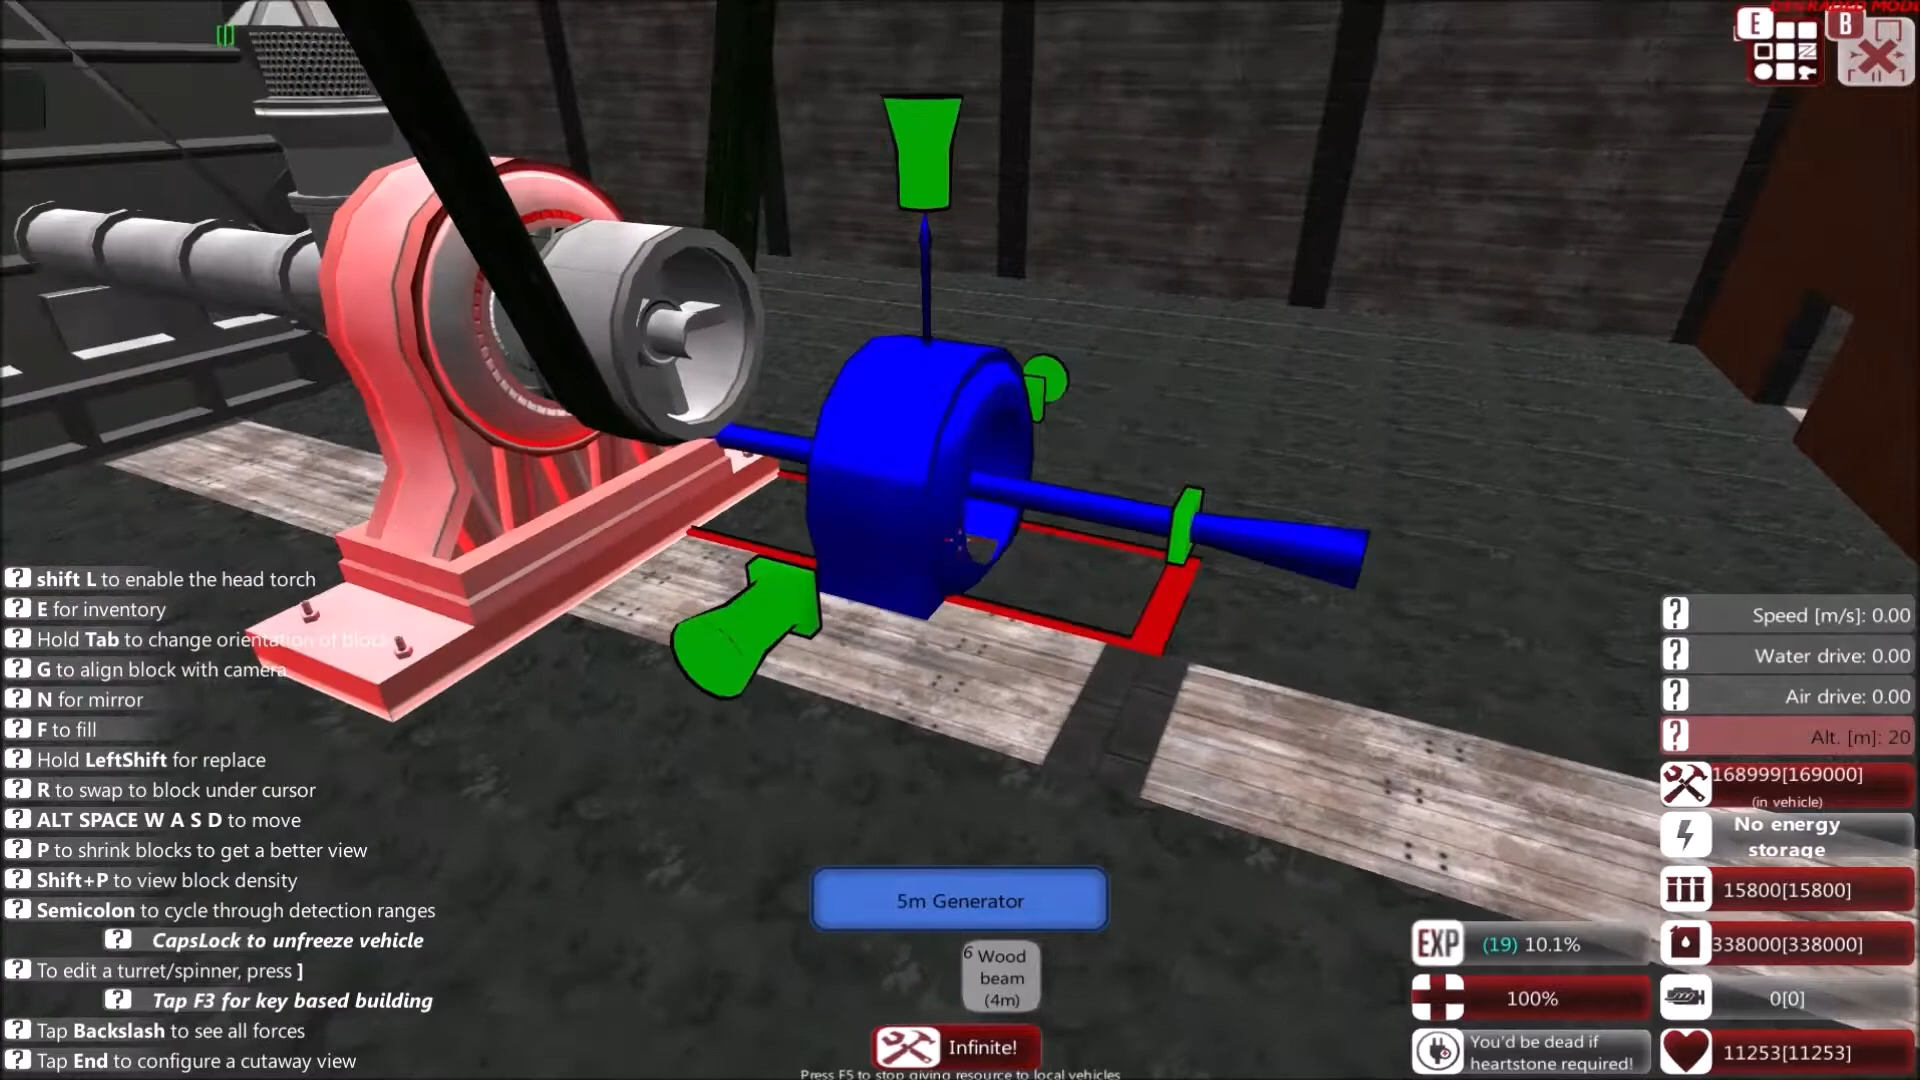 DEGRADED MODE
E
B
shift L to enable the head torch
E for inventory
Hold Tab to change orientation of block
G to align block with camera
N for mirror
F to fill
Hold LeftShift for replace
R to swap to block under cursor
ALT SPACE W A S D to move
P to shrink blocks to get a better view
Shift+P to view block density
Semicolon to cycle through detection ranges
CapsLock to unfreeze vehicle
To edit a turret/spinner, press ]
Tap F3 for key based building
Tap Backslash to see all forces
Tap End to configure a cutaway view
5m Generator
6 Wood
beam
(4m)
Infinite!
Press F5 to stop giving resource to local vehicles
Speed [m/s]: 0.00
Water drive: 0.00
Air drive: 0.00
Alt. [m]: 20
168999[169000]
(in vehicle)
No energy
storage
15800[15800]
EXP (19) 10.1%
338000[338000]
100%
0[0]
You'd be dead if
heartstone required!
11253[11253]